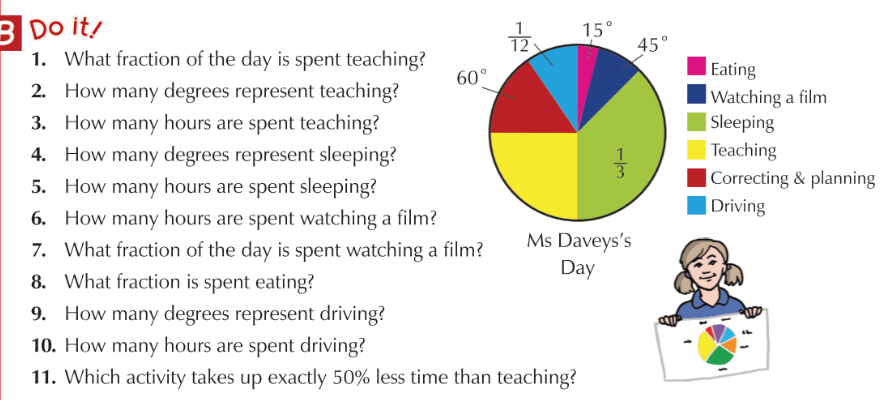 B Do it!
1. What fraction of the day is spent teaching?
2. How many degrees represent teaching?
3. How many hours are spent teaching?
4. How many degrees represent sleeping?
5. How many hours are spent sleeping?
6. How many hours are spent watching a film?
7. What fraction of the day is spent watching a film?
8. What fraction is spent eating?
9. How many degrees represent driving?
10. How many hours are spent driving?
11. Which activity takes up exactly 50% less time than teaching?
1/12
15°
45°
60°
1/3
Ms Daveys's
Day
Eating
Watching a film
Sleeping
Teaching
Correcting & planning
Driving